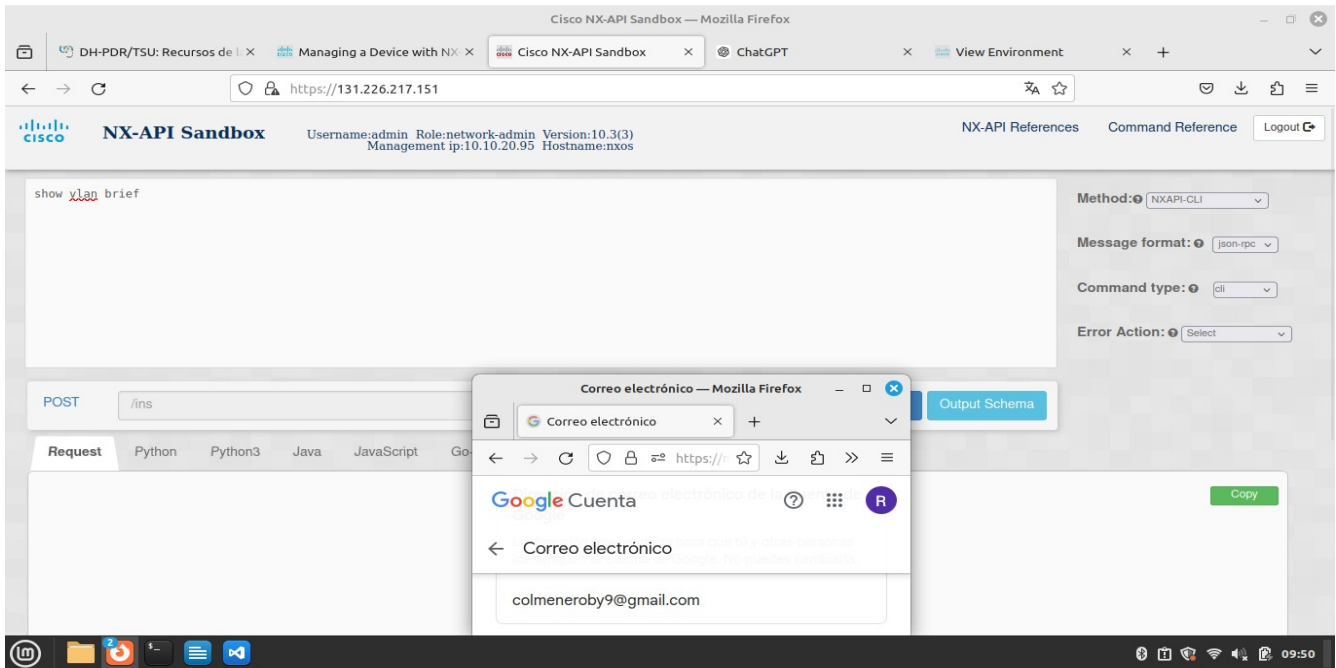 Cisco NX-API Sandbox — Mozilla Firefox
DH-PDR/TSU: Recursos de
Managing a Device with NX-
Cisco NX-API Sandbox
ChatGPT
View Environment
https://131.226.217.151
CISCO
NX-API Sandbox
Username:admin Role:network-admin Version:10.3(3)
Management ip:10.10.20.95 Hostname:nxos
NX-API References
Command Reference
Logout
show vlan brief
Method:
NXAPI-CLI
Message format:
json-rpc
Command type:
cli
Error Action:
Select
POST
/ins
Output Schema
Request
Python
Python3
Java
JavaScript
Go-
Copy
Correo electrónico — Mozilla Firefox
Correo electrónico
https://
Google Cuenta
R
Correo electrónico
colmeneroby9@gmail.com
2
09:50